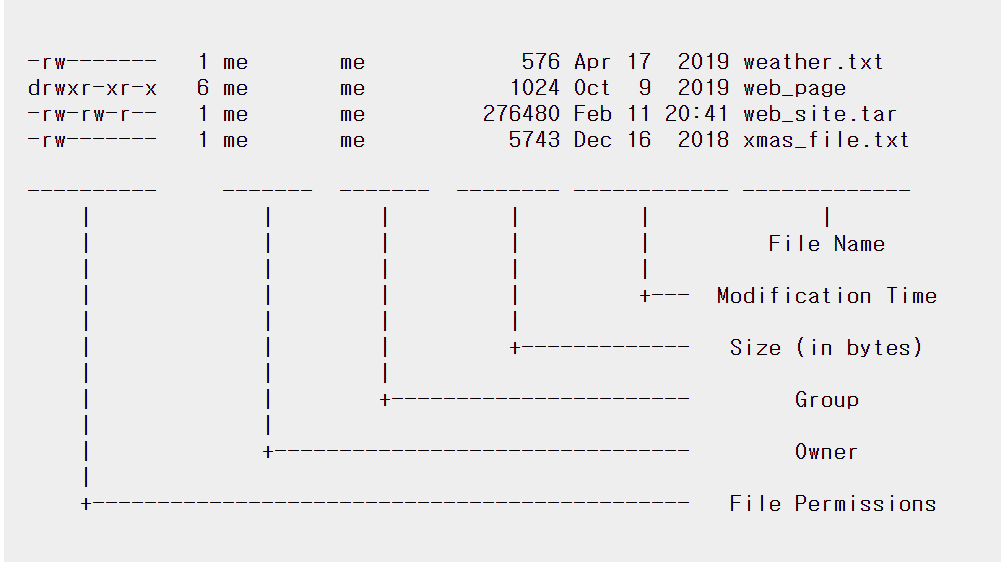 -rw-------   1 me       me            576 Apr 17  2019 weather.txt
drwxr-xr-x   6 me       me           1024 Oct  9  2019 web_page
-rw-rw-r--   1 me       me         276480 Feb 11 20:41 web_site.tar
-rw-------   1 me       me           5743 Dec 16  2018 xmas_file.txt
----------     -------  -------  -------- ------------ -------------
    |             |        |         |         |             |
    |             |        |         |         |         File Name
    |             |        |         |         |
    |             |        |         |         +---  Modification Time
    |             |        |         |
    |             |        |         +-------------   Size (in bytes)
    |             |        |
    |             |        +-----------------------        Group
    |             |
    |             +--------------------------------        Owner
    |
    +----------------------------------------------   File Permissions